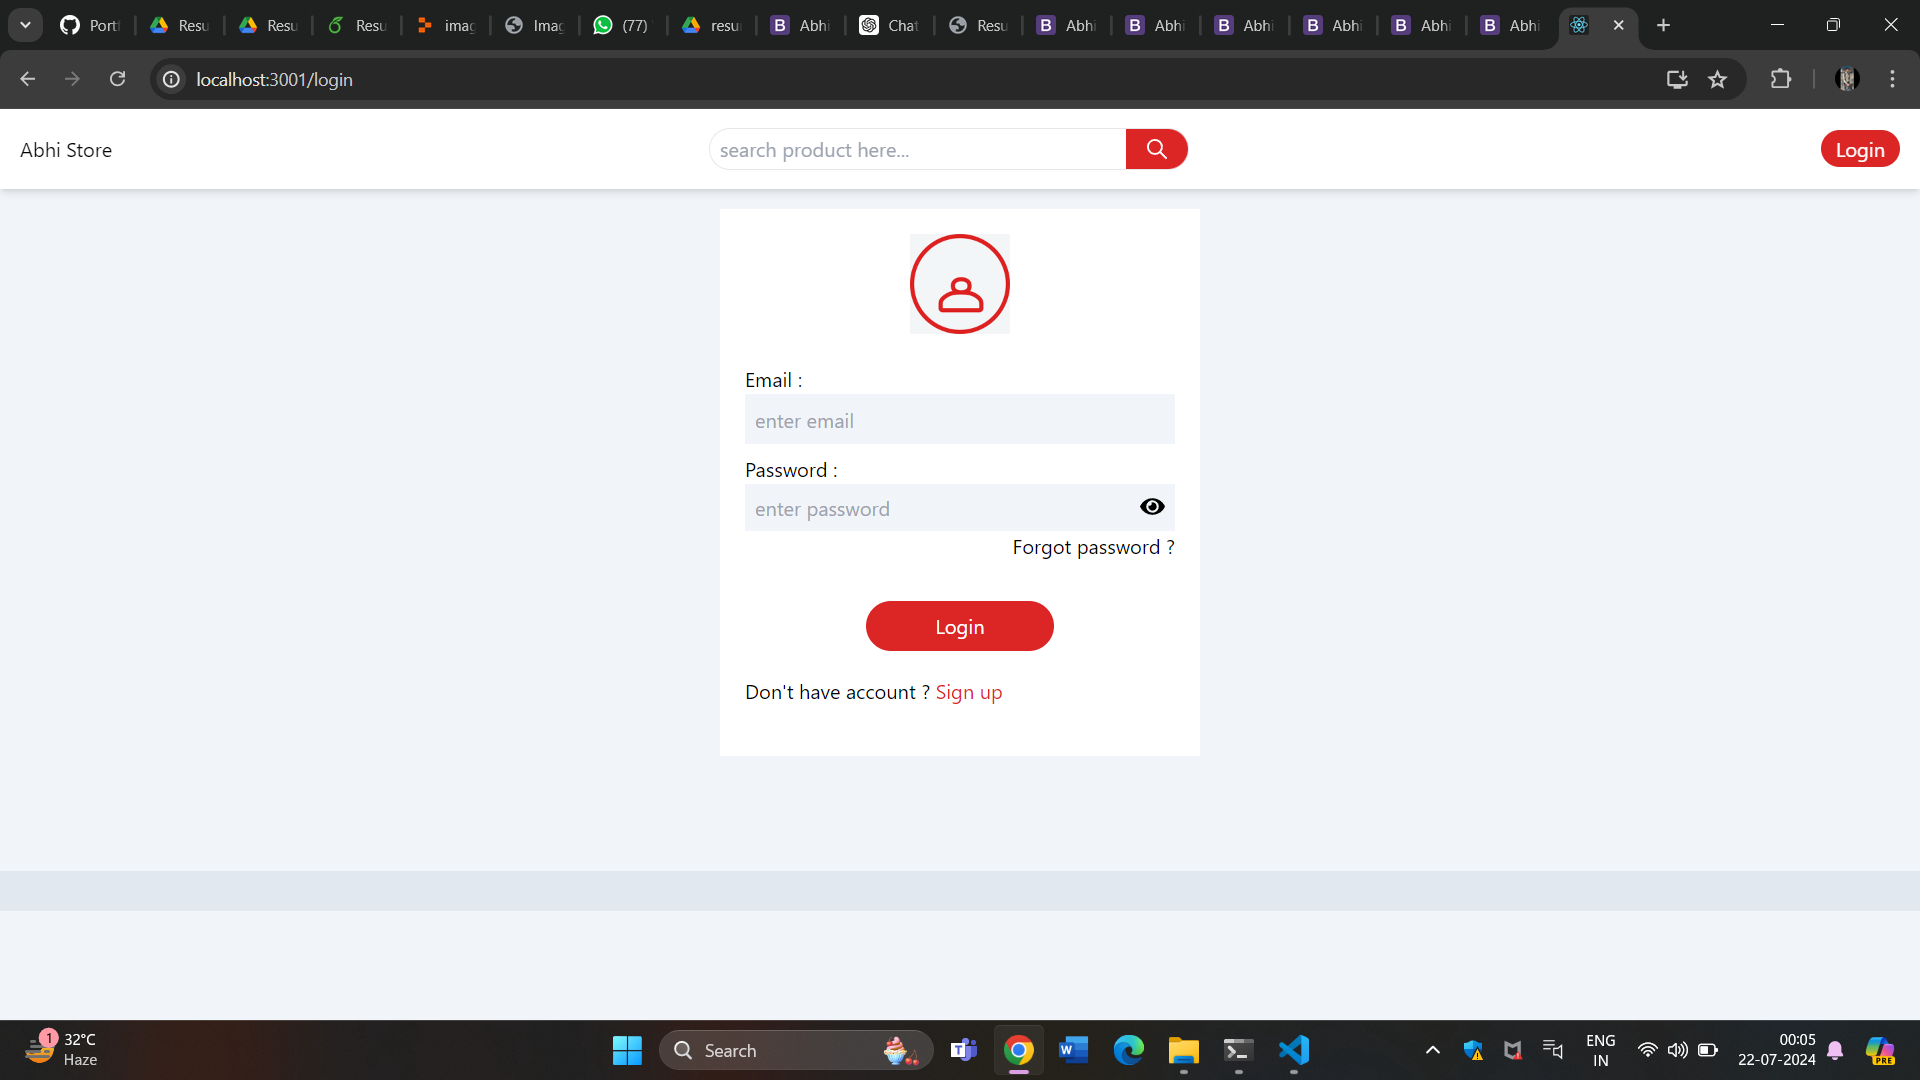 Port
Resu
Resu
Resu
imag
Imag
(77)
resu
Abhi
Chat
Resu
Abhi
Abhi
Abhi
Abhi
Abhi
Abhi
localhost:3001/login
Abhi Store
search product here...
Login
Email :
enter email
Password :
enter password
Forgot password ?
Login
Don't have account ? Sign up
1
32°C
Haze
Search
ENG
IN
00:05
22-07-2024
PRE